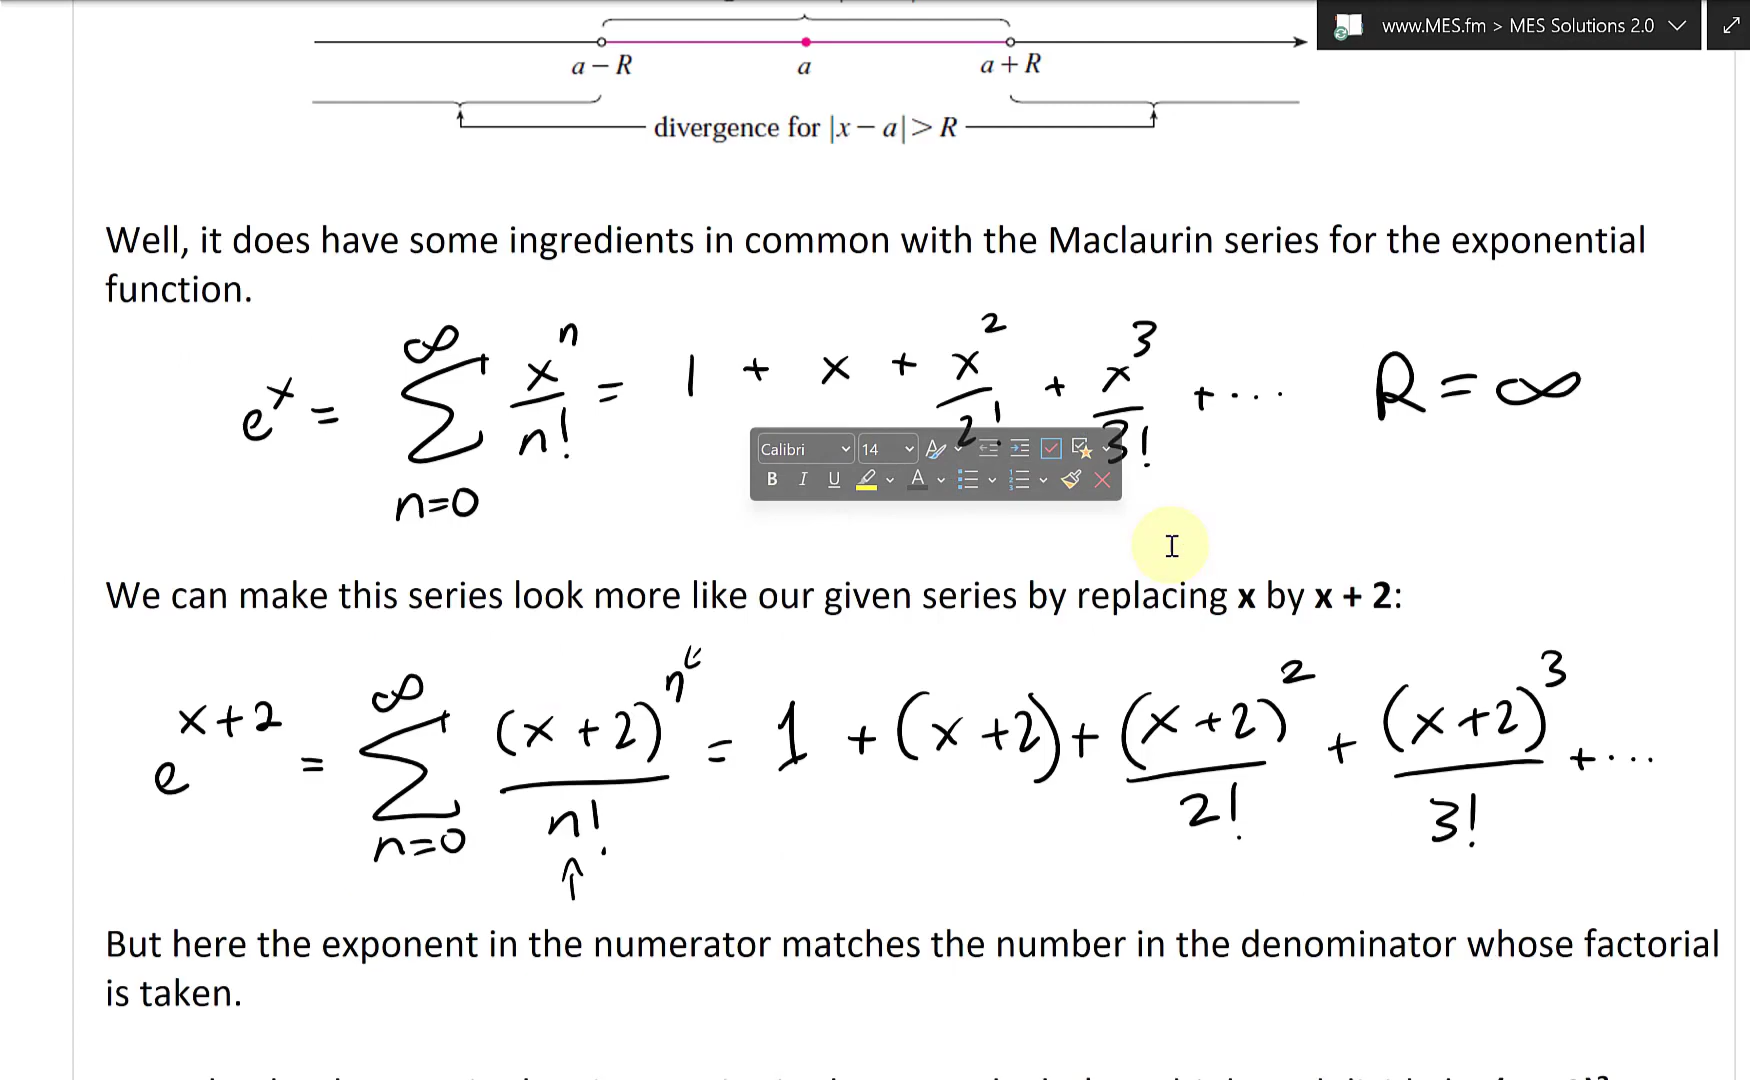 www.MES.fm > MES Solutions 2.0
a − R a a + R
divergence for |x − a| > R
Well, it does have some ingredients in common with the Maclaurin series for the exponential
function.
e^x = ∑_{n=0}^{∞} x^n/n! = 1 + x + x^2/2! + x^3/3! + ... R = ∞
Calibri 14
B I U A
We can make this series look more like our given series by replacing x by x + 2:
e^{x+2} = ∑_{n=0}^{∞} (x+2)^n/n! = 1 + (x+2) + (x+2)^2/2! + (x+2)^3/3! + ...
But here the exponent in the numerator matches the number in the denominator whose factorial
is taken.